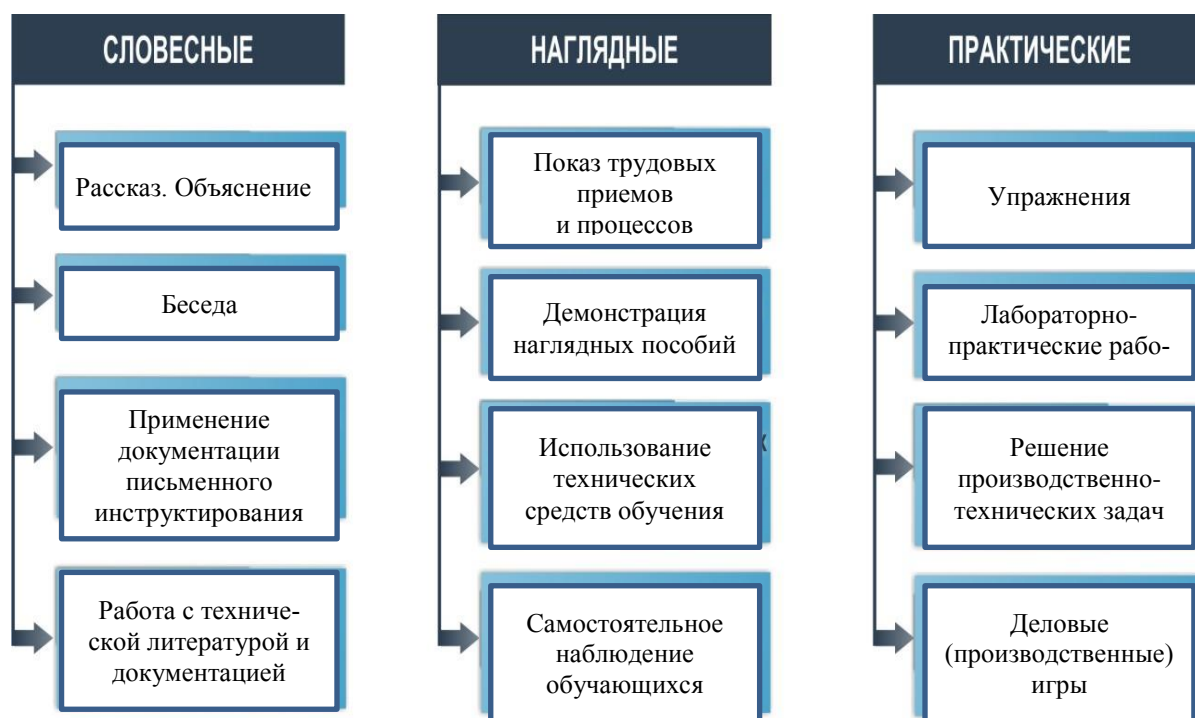 СЛОВЕСНЫЕ
Рассказ. Объяснение
Беседа
Применение
документации
письменного
инструктирования
Работа с техниче-
ской литературой и
документацией
НАГЛЯДНЫЕ
Показ трудовых
приемов
и процессов
Демонстрация
наглядных пособий
Использование
технических
средств обучения
Самостоятельное
наблюдение
обучающихся
ПРАКТИЧЕСКИЕ
Упражнения
Лабораторно-
практические рабо-
Решение
производственно-
технических задач
Деловые
(производственные)
игры